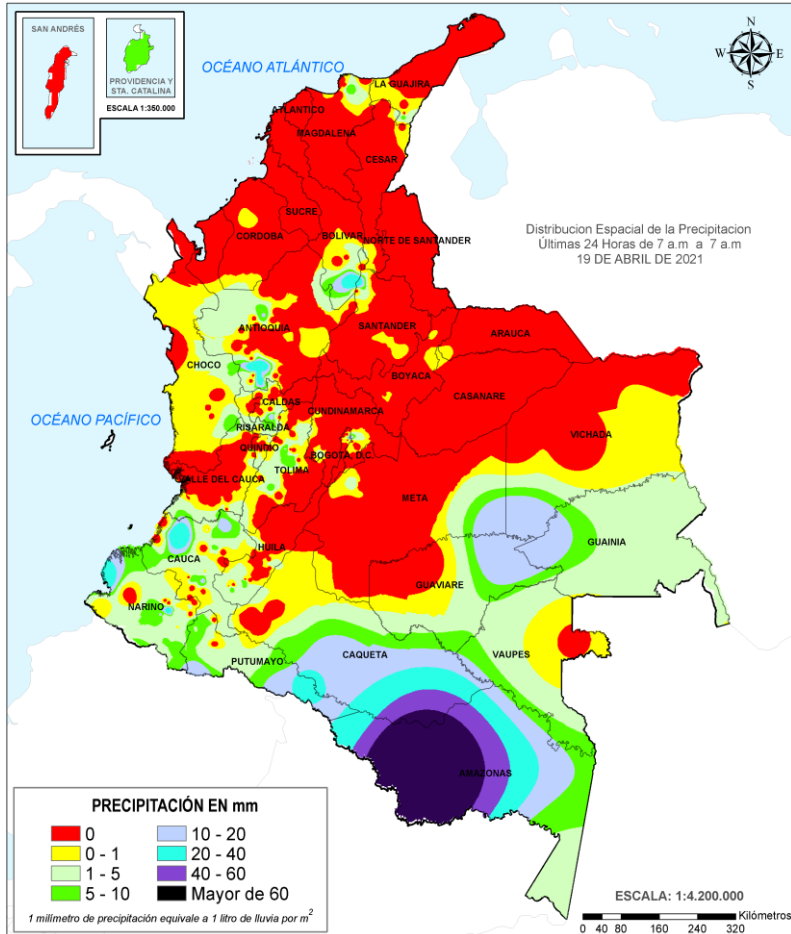 SAN ANDRÉS
PROVIDENCIA Y
STA. CATALINA
ESCALA 1:350.000
OCÉANO ATLÁNTICO
N
W
E
S
LA GUAJIRA
ATLANTICO
MAGDALENA
CESAR
SUCRE
CORDOBA
BOLIVAR
NORTE DE SANTANDER
Distribucion Espacial de la Precipitacion
Últimas 24 Horas de 7 a.m a 7 a.m
19 DE ABRIL DE 2021
ANTIOQUIA
SANTANDER
ARAUCA
CHOCO
BOYACA
CASANARE
CALDAS
CUNDINAMARCA
OCÉANO PACÍFICO
RISARALDA
VICHADA
QUINDIO
BOGOTA, D.C.
TOLIMA
VALLE DEL CAUCA
META
GUAINIA
HUILA
CAUCA
GUAVIARE
NARINO
VAUPES
CAQUETA
PUTUMAYO
AMAZONAS
PRECIPITACIÓN EN mm
0
0 - 1
1 - 5
5 - 10
10 - 20
20 - 40
40 - 60
Mayor de 60
1 milímetro de precipitación equivale a 1 litro de lluvia por m²
ESCALA: 1:4.200.000
Kilómetros
0 40 80 160 240 320